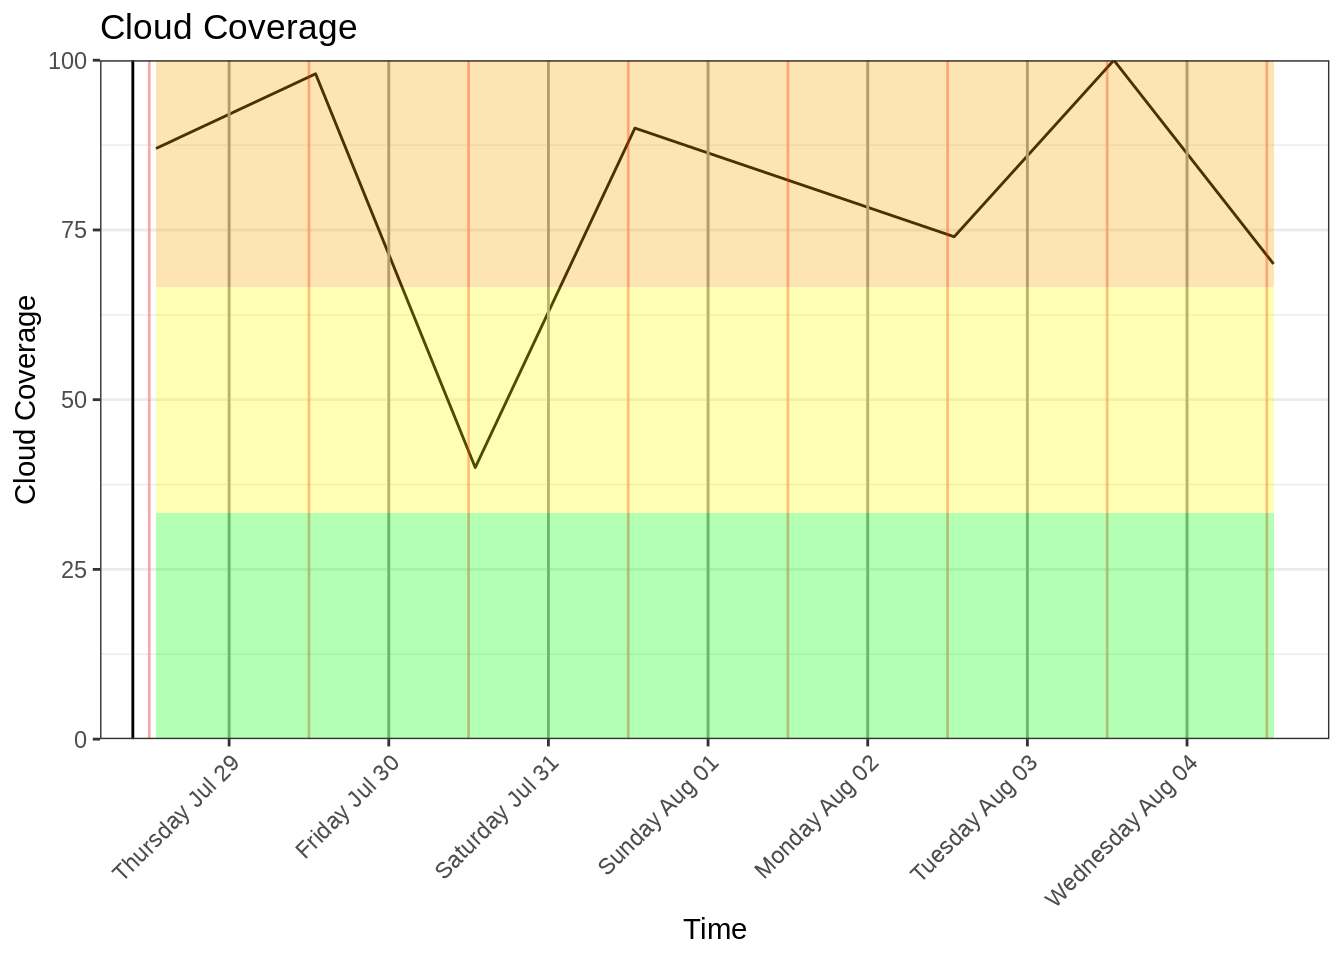 Cloud Coverage
100
75
50
25
0
Cloud Coverage
Thursday Jul 29
Friday Jul 30
Saturday Jul 31
Sunday Aug 01
Monday Aug 02
Tuesday Aug 03
Wednesday Aug 04
Time